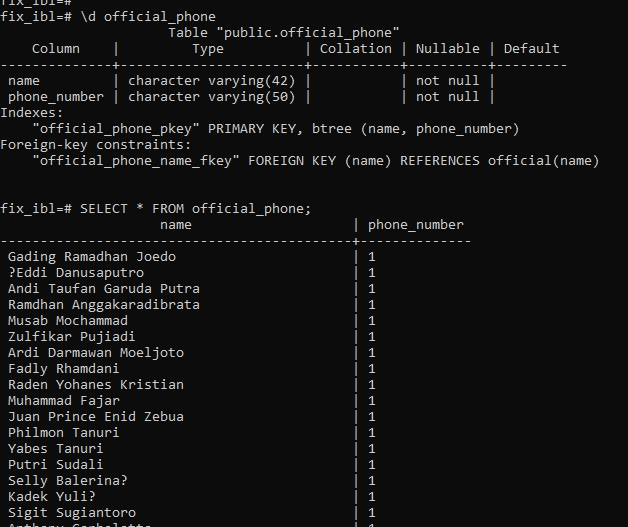 fix_ibl=#
fix_ibl=# \d official_phone
Table "public.official_phone"
Column | Type | Collation | Nullable | Default
--------------+-----------------------+-----------+----------+---------
name | character varying(42) | | not null |
phone_number | character varying(50) | | not null |
Indexes:
"official_phone_pkey" PRIMARY KEY, btree (name, phone_number)
Foreign-key constraints:
"official_phone_name_fkey" FOREIGN KEY (name) REFERENCES official(name)
fix_ibl=# SELECT * FROM official_phone;
name | phone_number
--------------------------------------------+--------------
Gading Ramadhan Joedo | 1
?Eddi Danusaputro | 1
Andi Taufan Garuda Putra | 1
Ramdhan Anggakaradibrata | 1
Musab Mochammad | 1
Zulfikar Pujiadi | 1
Ardi Darmawan Moeljoto | 1
Fadly Rhamdani | 1
Raden Yohanes Kristian | 1
Muhammad Fajar | 1
Juan Prince Enid Zebua | 1
Philmon Tanuri | 1
Yabes Tanuri | 1
Putri Sudali | 1
Selly Balerina? | 1
Kadek Yuli? | 1
Sigit Sugiantoro | 1